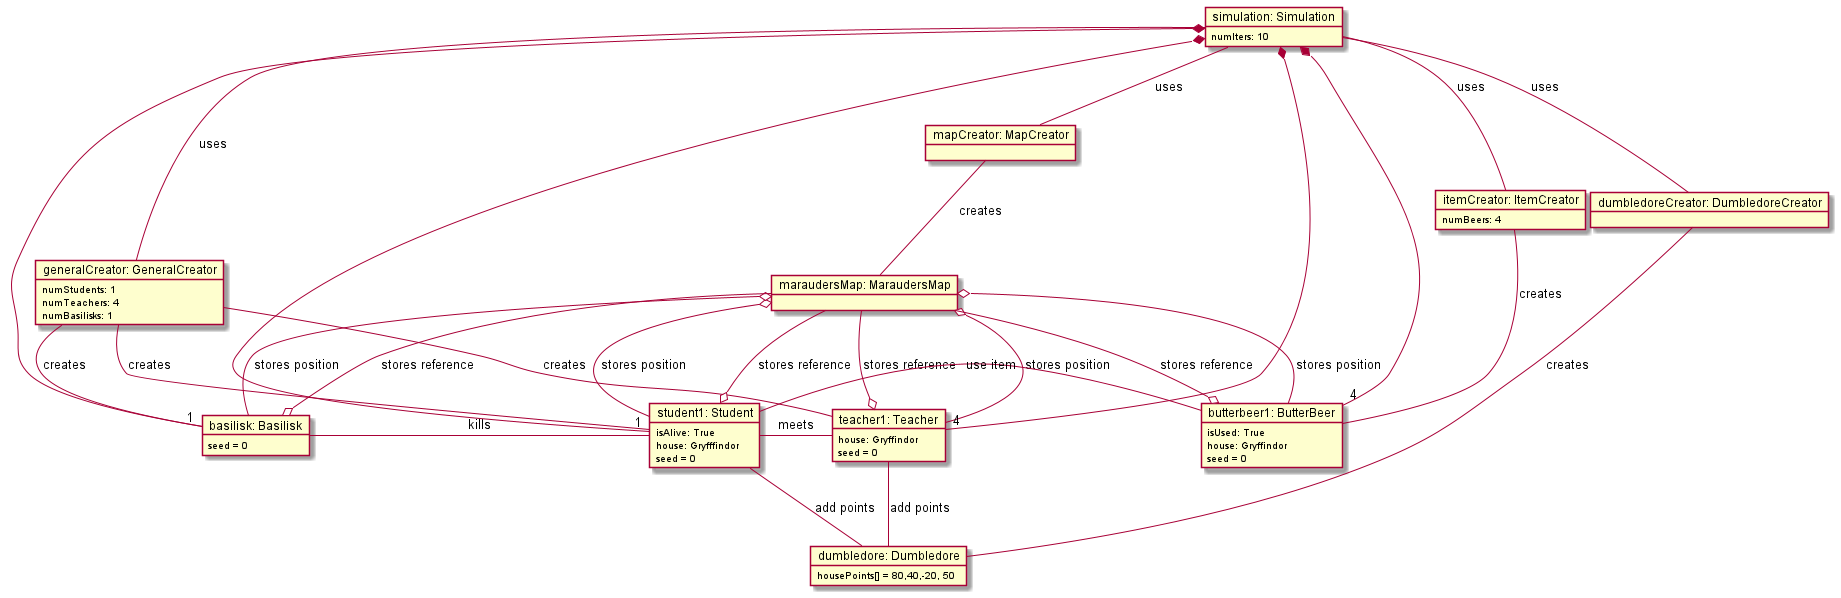 simulation: Simulation
numIters: 10
uses
uses
uses
mapCreator: MapCreator
uses
itemCreator: ItemCreator
numBeers: 4
dumbledoreCreator: DumbledoreCreator
creates
generalCreator: GeneralCreator
numStudents: 1
numTeachers: 4
numBasilisks: 1
maraudersMap: MaraudersMap
creates
creates
creates
stores position
stores reference
creates
stores position
stores reference
stores reference
use item
stores position
stores reference
stores position
creates
1
basilisk: Basilisk
seed = 0
kills
1
student1: Student
isAlive: True
house: Gryfffindor
seed = 0
meets
teacher1: Teacher
house: Gryffindor
seed = 0
4
butterbeer1: ButterBeer
isUsed: True
house: Gryffindor
seed = 0
4
add points
add points
dumbledore: Dumbledore
housePoints[] = 80,40,-20, 50